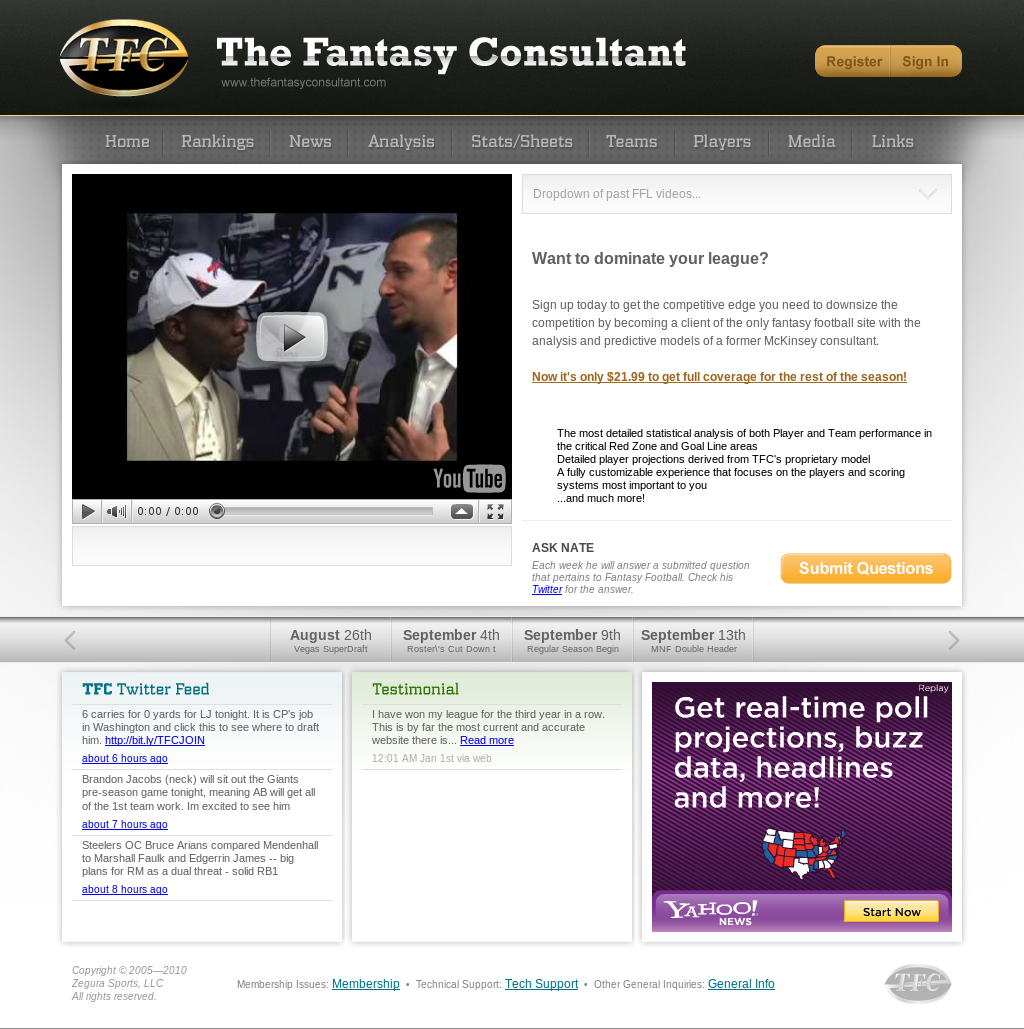 TFC The Fantasy Consultant
www.thefantasyconsultant.com
Register Sign In
Home Rankings News Analysis Stats/Sheets Teams Players Media Links
Dropdown of past FFL videos...
Want to dominate your league?
Sign up today to get the competitive edge you need to downsize the
competition by becoming a client of the only fantasy football site with the
analysis and predictive models of a former McKinsey consultant.
Now it's only $21.99 to get full coverage for the rest of the season!
The most detailed statistical analysis of both Player and Team performance in
the critical Red Zone and Goal Line areas
Detailed player projections derived from TFC's proprietary model
A fully customizable experience that focuses on the players and scoring
systems most important to you
...and much more!
YouTube
0:00 / 0:00
ASK NATE
Each week he will answer a submitted question
that pertains to Fantasy Football. Check his
Twitter for the answer.
Submit Questions
August 26th
Vegas SuperDraft
September 4th
Roster\'s Cut Down t
September 9th
Regular Season Begin
September 13th
MNF Double Header
TFC Twitter Feed
6 carries for 0 yards for LJ tonight. It is CP's job
in Washington and click this to see where to draft
him. http://bit.ly/TFCJOIN
about 6 hours ago
Brandon Jacobs (neck) will sit out the Giants
pre-season game tonight, meaning AB will get all
of the 1st team work. Im excited to see him
about 7 hours ago
Steelers OC Bruce Arians compared Mendenhall
to Marshall Faulk and Edgerrin James -- big
plans for RM as a dual threat - solid RB1
about 8 hours ago
Testimonial
I have won my league for the third year in a row.
This is by far the most current and accurate
website there is... Read more
12:01 AM Jan 1st via web
Replay
Get real-time poll
projections, buzz
data, headlines
and more!
YAHOO!
NEWS
Start Now
Copyright © 2005—2010
Zegura Sports, LLC
All rights reserved.
Membership Issues: Membership • Technical Support: Tech Support • Other General Inquiries: General Info
TFC